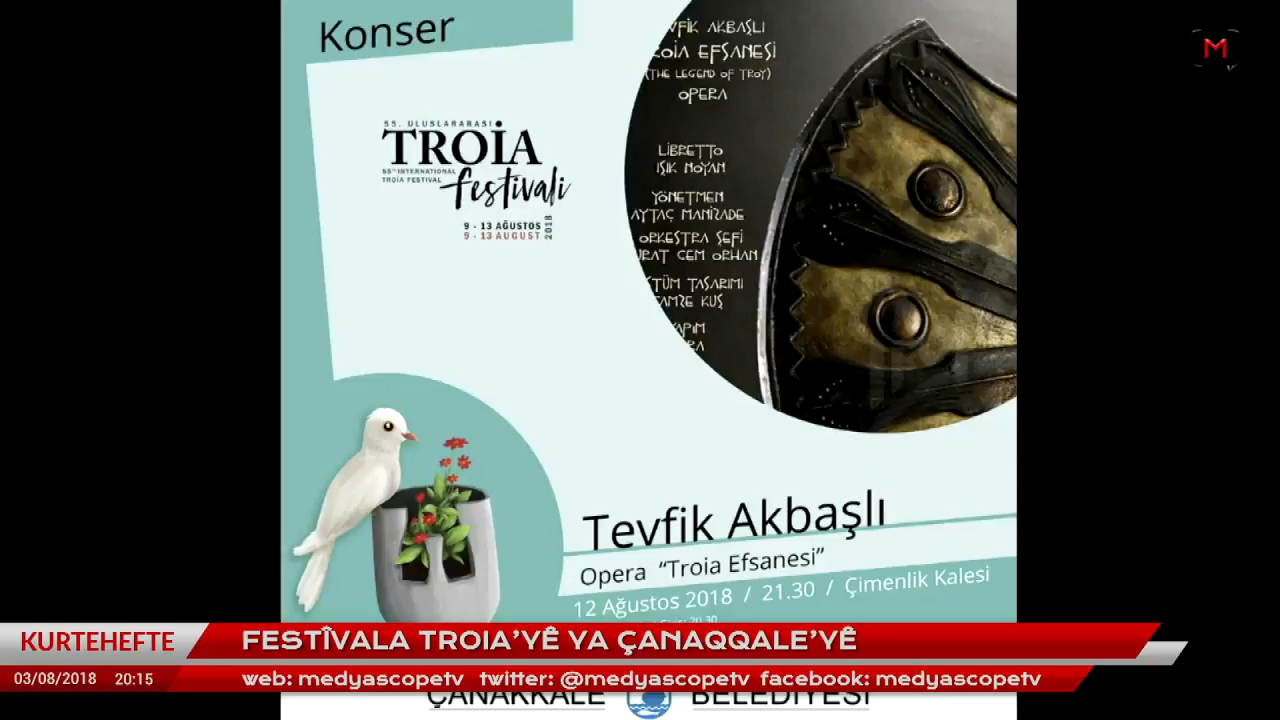 Konser
M
55. ULUSLARARASI
TROIA
55TH INTERNATIONAL
TROIA FESTIVAL
festivali
9 - 13 AĞUSTOS
9 - 13 AUGUST
2018
AKBAŞLI
EFSANESİ
(THE LEGEND OF TROY)
OPERA
LİBRETTO
IŞIK NOYAN
YÖNETMEN
AYTAÇ MANİZADE
ORKESTRA ŞEFİ
CEM ORHAN
TASARIMI
KUŞ
Tevfik Akbaşlı
Opera "Troia Efsanesi"
12 Ağustos 2018 / 21.30 / Çimenlik Kalesi
20.30
KURTEHEFTE
FESTÎVALA TROIA'YÊ YA ÇANAQQALE'YÊ
03/08/2018 20:15
web: medyascopetv twitter: @medyascopetv facebook: medyascopetv
ÇANAKKALE BELEDİYESİ